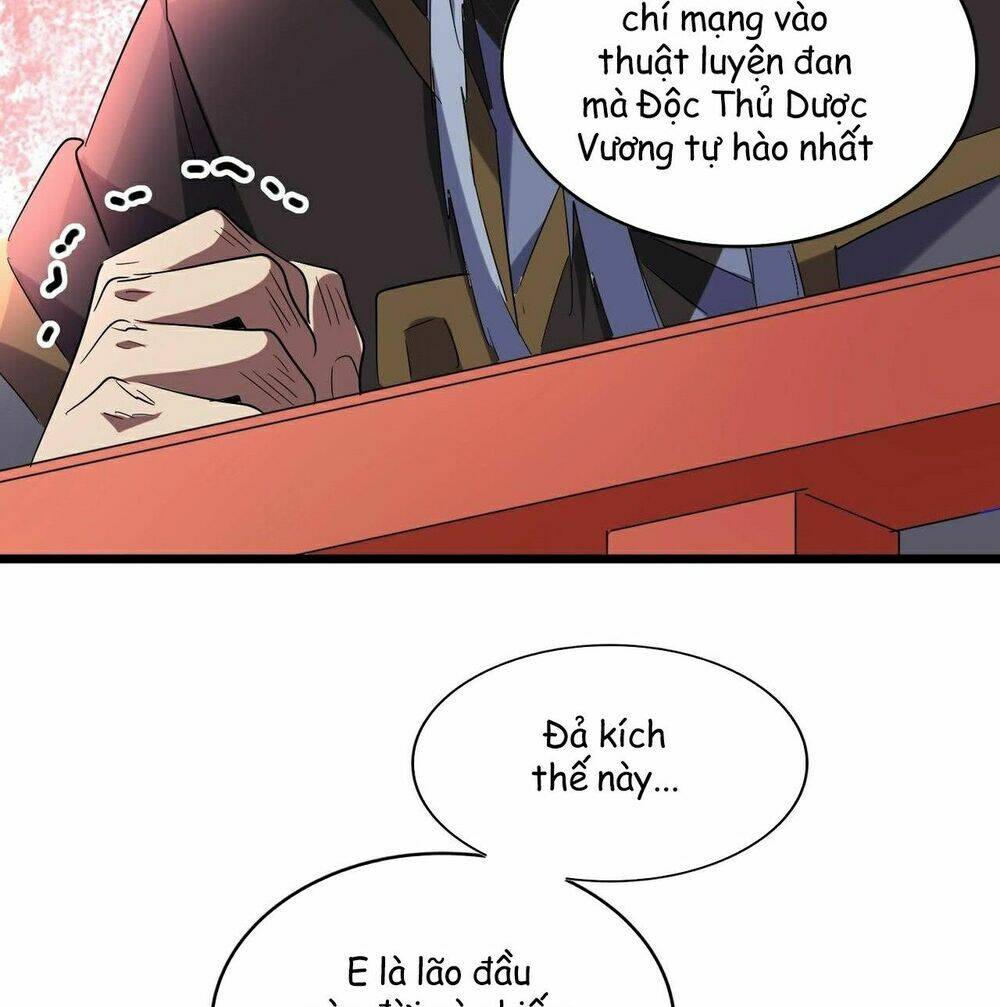 chí mạng vào
thuật luyện đan
mà Độc Thủ Dược
Vương tự hào nhất
Đả kích
thế này...
E là lão đầu